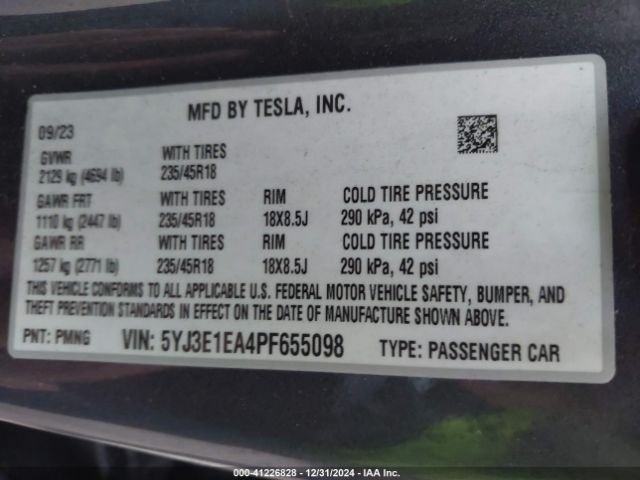 MFD BY TESLA, INC.
09/23
GVWR WITH TIRES
2129 kg (4694 lb) 235/45R18
GAWR FRT WITH TIRES RIM COLD TIRE PRESSURE
1110 kg (2447 lb) 235/45R18 18X8.5J 290 kPa, 42 psi
GAWR RR WITH TIRES RIM COLD TIRE PRESSURE
1257 kg (2771 lb) 235/45R18 18X8.5J 290 kPa, 42 psi
THIS VEHICLE CONFORMS TO ALL APPLICABLE U.S. FEDERAL MOTOR VEHICLE SAFETY, BUMPER, AND
THEFT PREVENTION STANDARDS IN EFFECT ON THE DATE OF MANUFACTURE SHOWN ABOVE.
PNT: PMNG VIN: 5YJ3E1EA4PF655098 TYPE: PASSENGER CAR
000-41226828 - 12/31/2024 - IAA Inc.